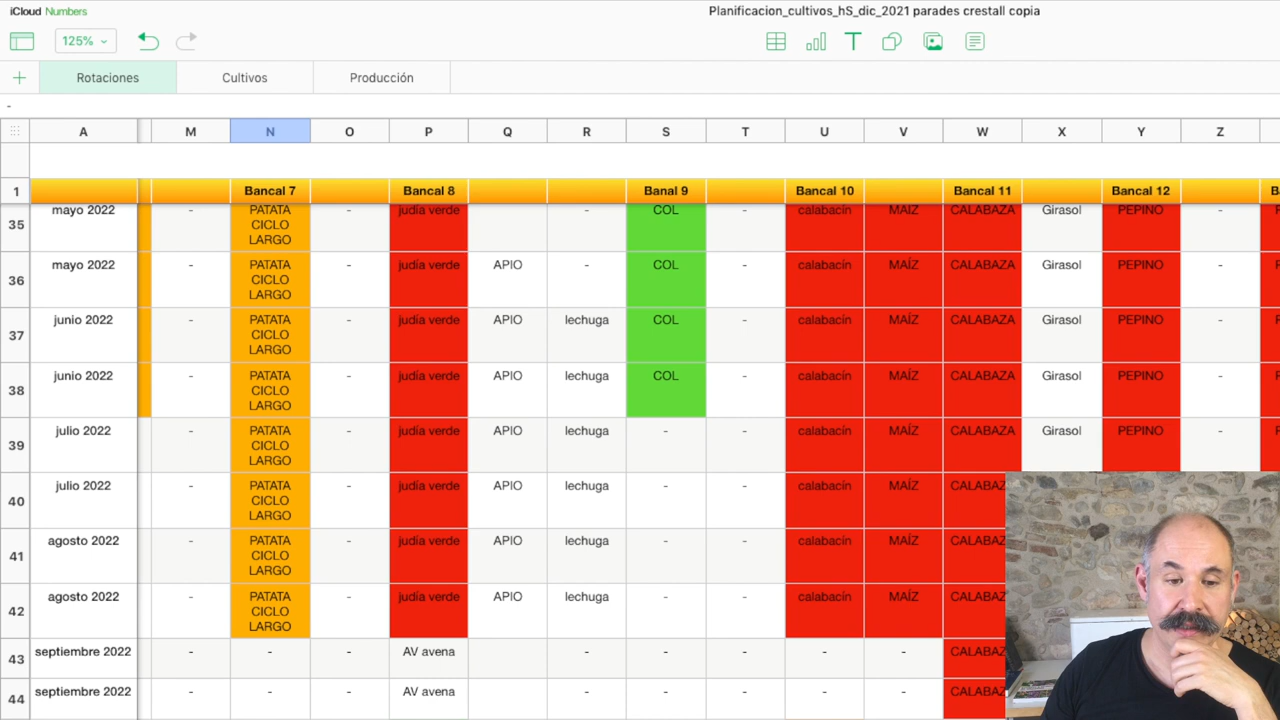 iCloud Numbers
Planificacion_cultivos_hS_dic_2021 parades crestall copia
125%
Rotaciones Cultivos Producción
-
A M N O P Q R S T U V W X Y Z
1 Bancal 7 Bancal 8 Banal 9 Bancal 10 Bancal 11 Bancal 12 B
35 mayo 2022 - PATATA CICLO LARGO - judía verde - COL - calabacín MAÍZ CALABAZA Girasol PEPINO -
36 mayo 2022 - PATATA CICLO LARGO - judía verde APIO - COL - calabacín MAÍZ CALABAZA Girasol PEPINO -
37 junio 2022 - PATATA CICLO LARGO - judía verde APIO lechuga COL - calabacín MAÍZ CALABAZA Girasol PEPINO -
38 junio 2022 - PATATA CICLO LARGO - judía verde APIO lechuga COL - calabacín MAÍZ CALABAZA Girasol PEPINO -
39 julio 2022 - PATATA CICLO LARGO - judía verde APIO lechuga - - calabacín MAÍZ CALABAZA Girasol PEPINO -
40 julio 2022 - PATATA CICLO LARGO - judía verde APIO lechuga - - calabacín MAÍZ CALABAZ
41 agosto 2022 - PATATA CICLO LARGO - judía verde APIO lechuga - - calabacín MAÍZ CALABAZ
42 agosto 2022 - PATATA CICLO LARGO - judía verde APIO lechuga - - calabacín MAÍZ CALABAZ
43 septiembre 2022 - - - AV avena - - - - - CALABAZ
44 septiembre 2022 - - - AV avena - - - - - CALABAZ